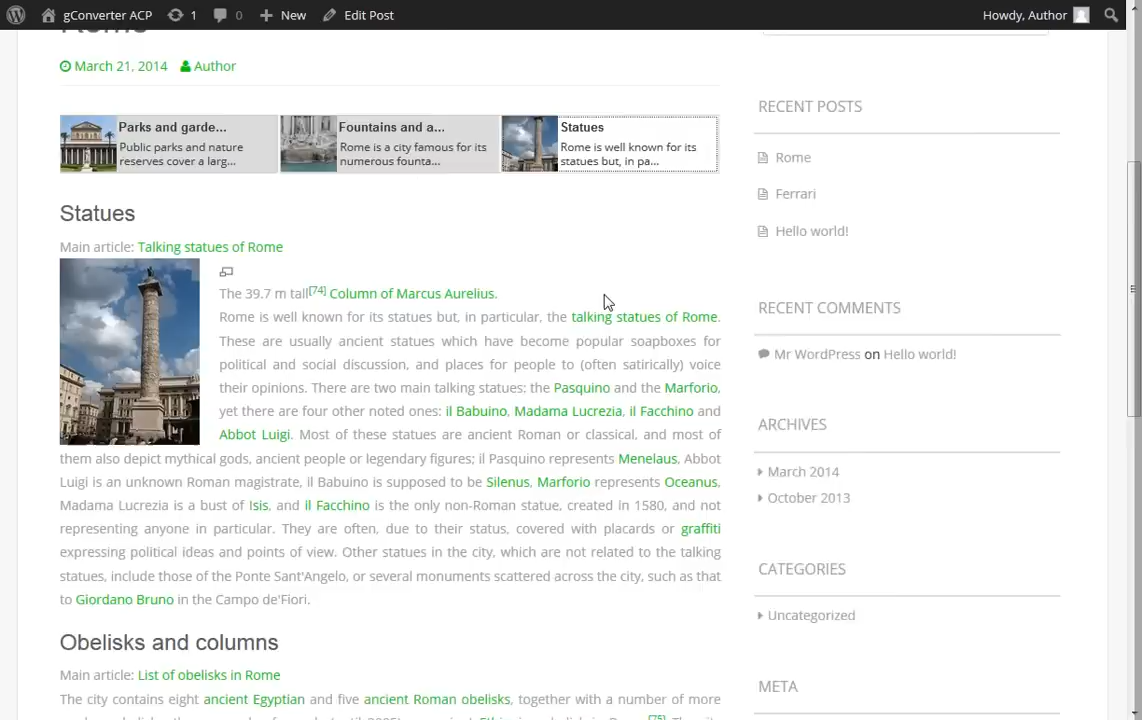 gConverter ACP 1 0 New Edit Post Howdy, Author
Rome
March 21, 2014 Author
Parks and garde...
Public parks and nature
reserves cover a larg...
Fountains and a...
Rome is a city famous for its
numerous founta...
Statues
Rome is well known for its
statues but, in pa...
Statues
Main article: Talking statues of Rome
The 39.7 m tall[74] Column of Marcus Aurelius.
Rome is well known for its statues but, in particular, the talking statues of Rome.
These are usually ancient statues which have become popular soapboxes for
political and social discussion, and places for people to (often satirically) voice
their opinions. There are two main talking statues: the Pasquino and the Marforio,
yet there are four other noted ones: il Babuino, Madama Lucrezia, il Facchino and
Abbot Luigi. Most of these statues are ancient Roman or classical, and most of
them also depict mythical gods, ancient people or legendary figures; il Pasquino represents Menelaus, Abbot
Luigi is an unknown Roman magistrate, il Babuino is supposed to be Silenus, Marforio represents Oceanus,
Madama Lucrezia is a bust of Isis, and il Facchino is the only non-Roman statue, created in 1580, and not
representing anyone in particular. They are often, due to their status, covered with placards or graffiti
expressing political ideas and points of view. Other statues in the city, which are not related to the talking
statues, include those of the Ponte Sant'Angelo, or several monuments scattered across the city, such as that
to Giordano Bruno in the Campo de'Fiori.
Obelisks and columns
Main article: List of obelisks in Rome
The city contains eight ancient Egyptian and five ancient Roman obelisks, together with a number of more
RECENT POSTS
Rome
Ferrari
Hello world!
RECENT COMMENTS
Mr WordPress on Hello world!
ARCHIVES
March 2014
October 2013
CATEGORIES
Uncategorized
META